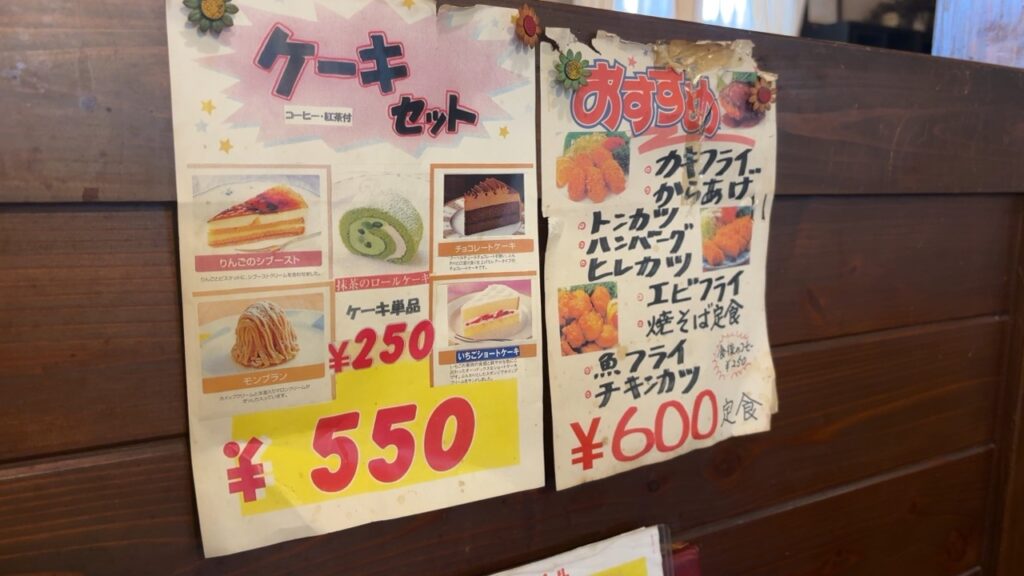 ケーキ
セット
コーヒー・紅茶付
りんごのシブースト
抹茶のロールケーキ
チョコレートケーキ
モンブラン
ケーキ単品
¥250
いちごショートケーキ
¥550
おすすめ
カキフライ
からあげ
トンカツ
ハンバーグ
ヒレカツ
エビフライ
焼そば定食
魚フライ
チキンカツ
¥250
¥600定食